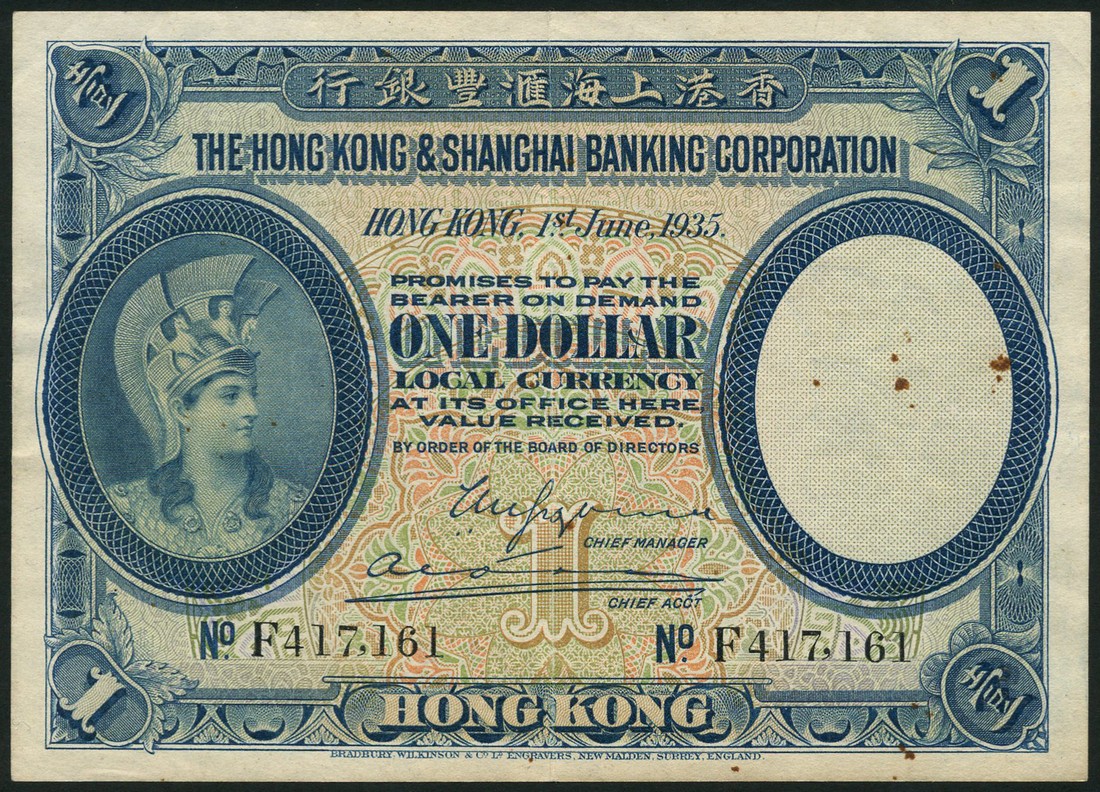 香港上海滙豐銀行
1
THE HONG KONG & SHANGHAI BANKING CORPORATION
HONG KONG, 1st June, 1935.
PROMISES TO PAY THE
BEARER ON DEMAND
ONE DOLLAR
LOCAL CURRENCY
AT ITS OFFICE HERE,
VALUE RECEIVED.
BY ORDER OF THE BOARD OF DIRECTORS
CHIEF MANAGER
1
CHIEF ACCT
No. F417,161
No. F417,161
1
HONG KONG
BRADBURY, WILKINSON & Co. Ld. ENGRAVERS, NEW MALDEN, SURREY, ENGLAND.